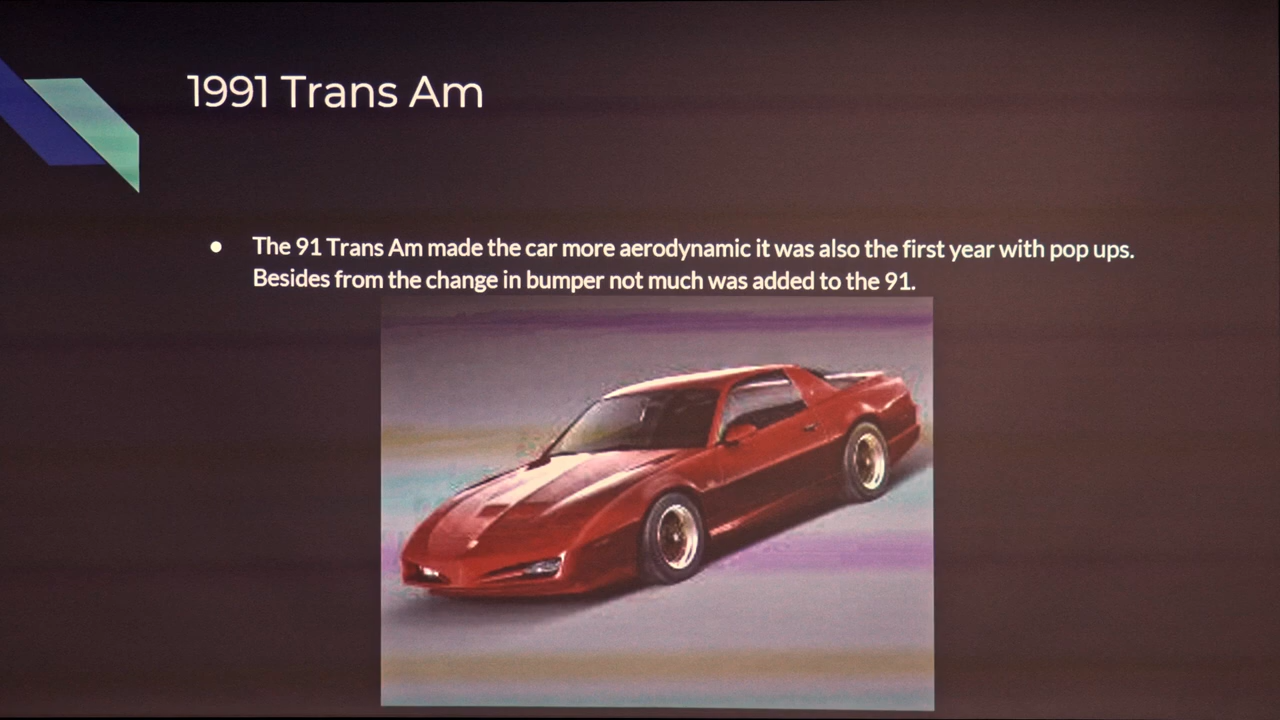 1991 Trans Am
● The 91 Trans Am made the car more aerodynamic it was also the first year with pop ups.
Besides from the change in bumper not much was added to the 91.